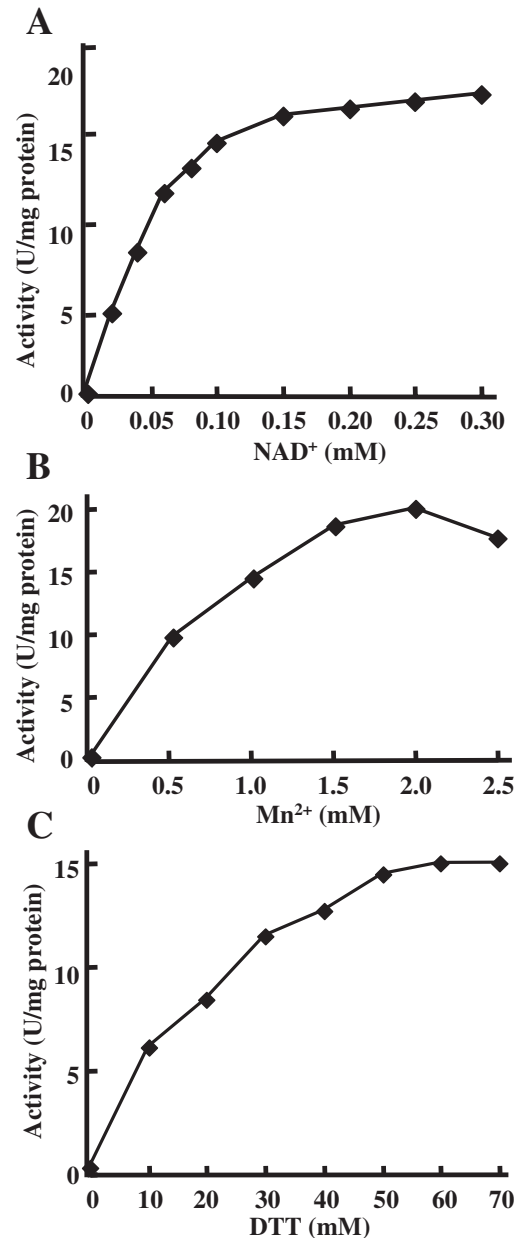 A
Activity (U/mg protein)
20
15
10
5
0
0 0.05 0.10 0.15 0.20 0.25 0.30
NAD⁺ (mM)
B
Activity (U/mg protein)
20
15
10
5
0
0 0.5 1.0 1.5 2.0 2.5
Mn²⁺ (mM)
C
Activity (U/mg protein)
15
10
5
0
0 10 20 30 40 50 60 70
DTT (mM)